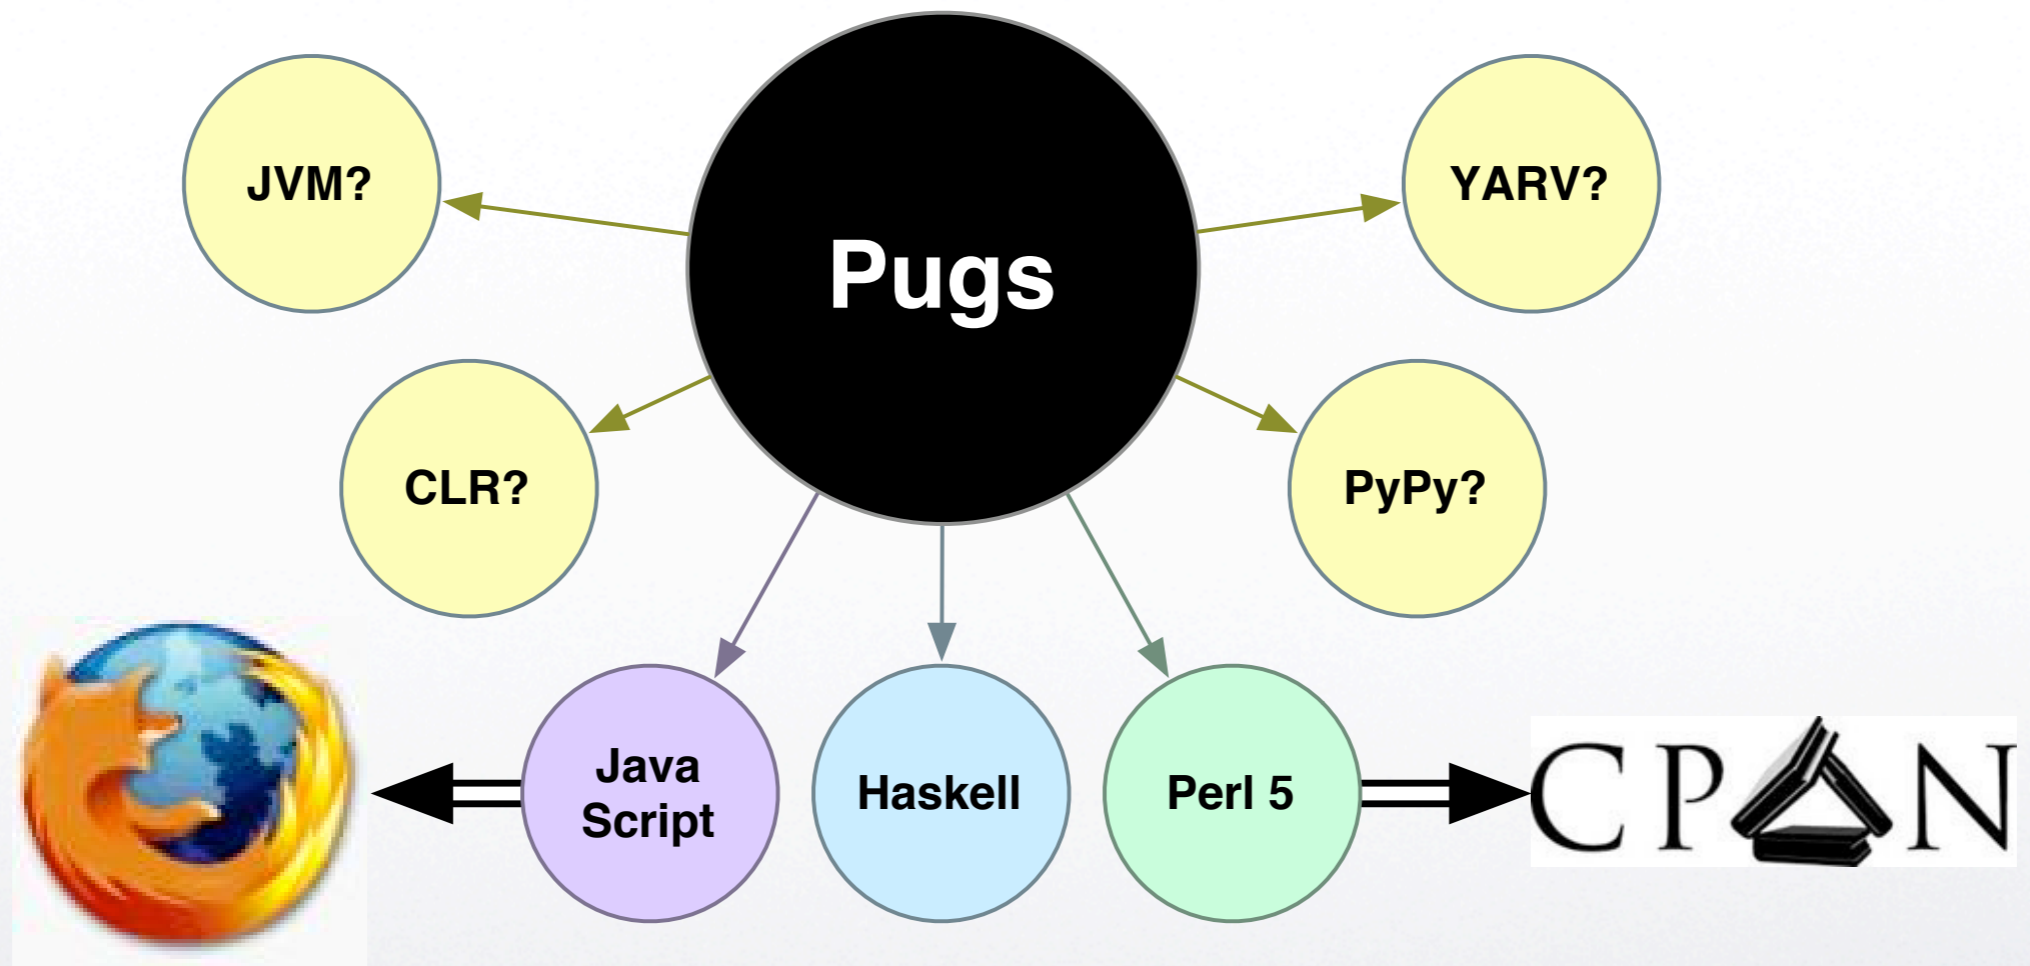 Pugs
JVM?
YARV?
CLR?
PyPy?
Java
Script
Haskell
Perl 5
CPAN